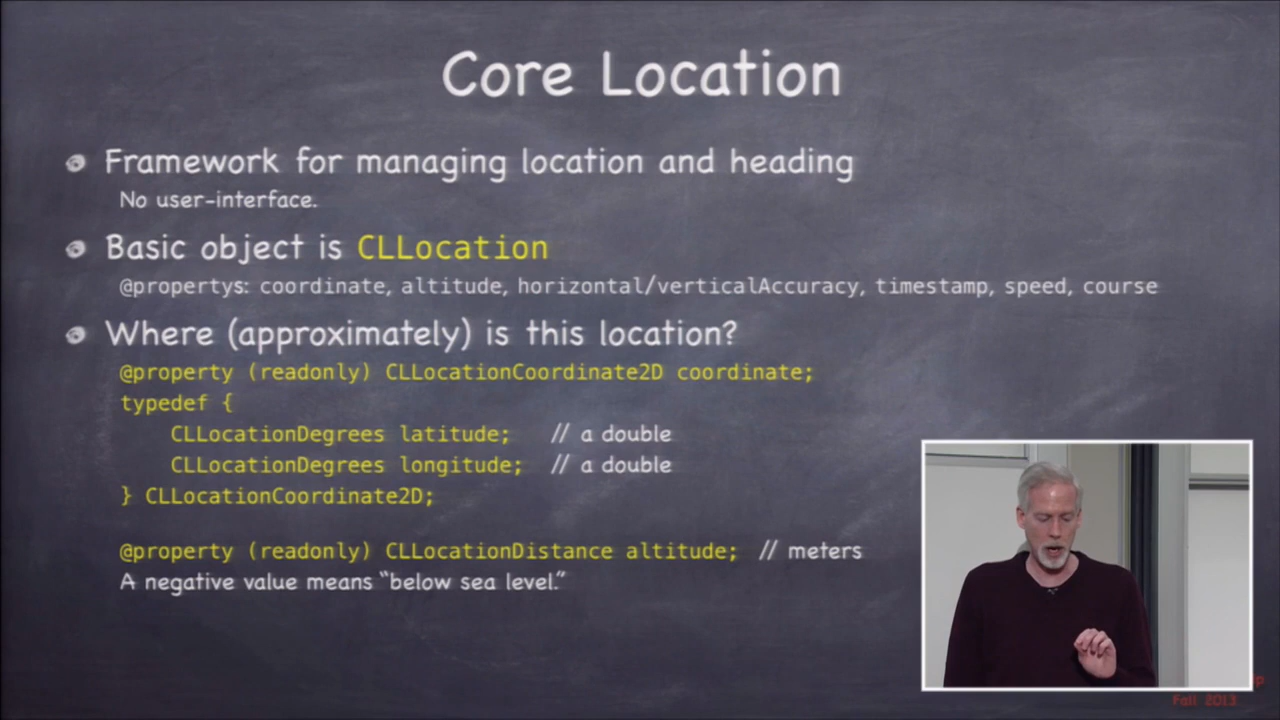 Core Location
Framework for managing location and heading
No user-interface.
Basic object is CLLocation
@propertys: coordinate, altitude, horizontal/verticalAccuracy, timestamp, speed, course
Where (approximately) is this location?
@property (readonly) CLLocationCoordinate2D coordinate;
typedef {
CLLocationDegrees latitude; // a double
CLLocationDegrees longitude; // a double
} CLLocationCoordinate2D;
@property (readonly) CLLocationDistance altitude; // meters
A negative value means “below sea level.”
Fall 2013